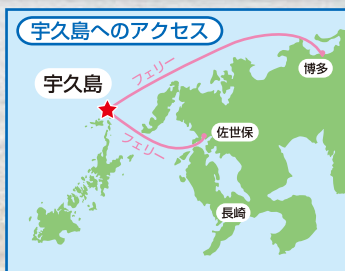 宇久島へのアクセス
フェリー
博多
宇久島
フェリー
佐世保
長崎